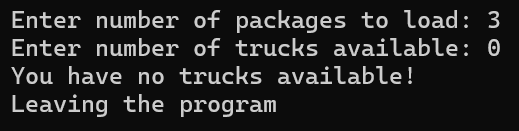 Enter number of packages to load: 3
Enter number of trucks available: 0
You have no trucks available!
Leaving the program